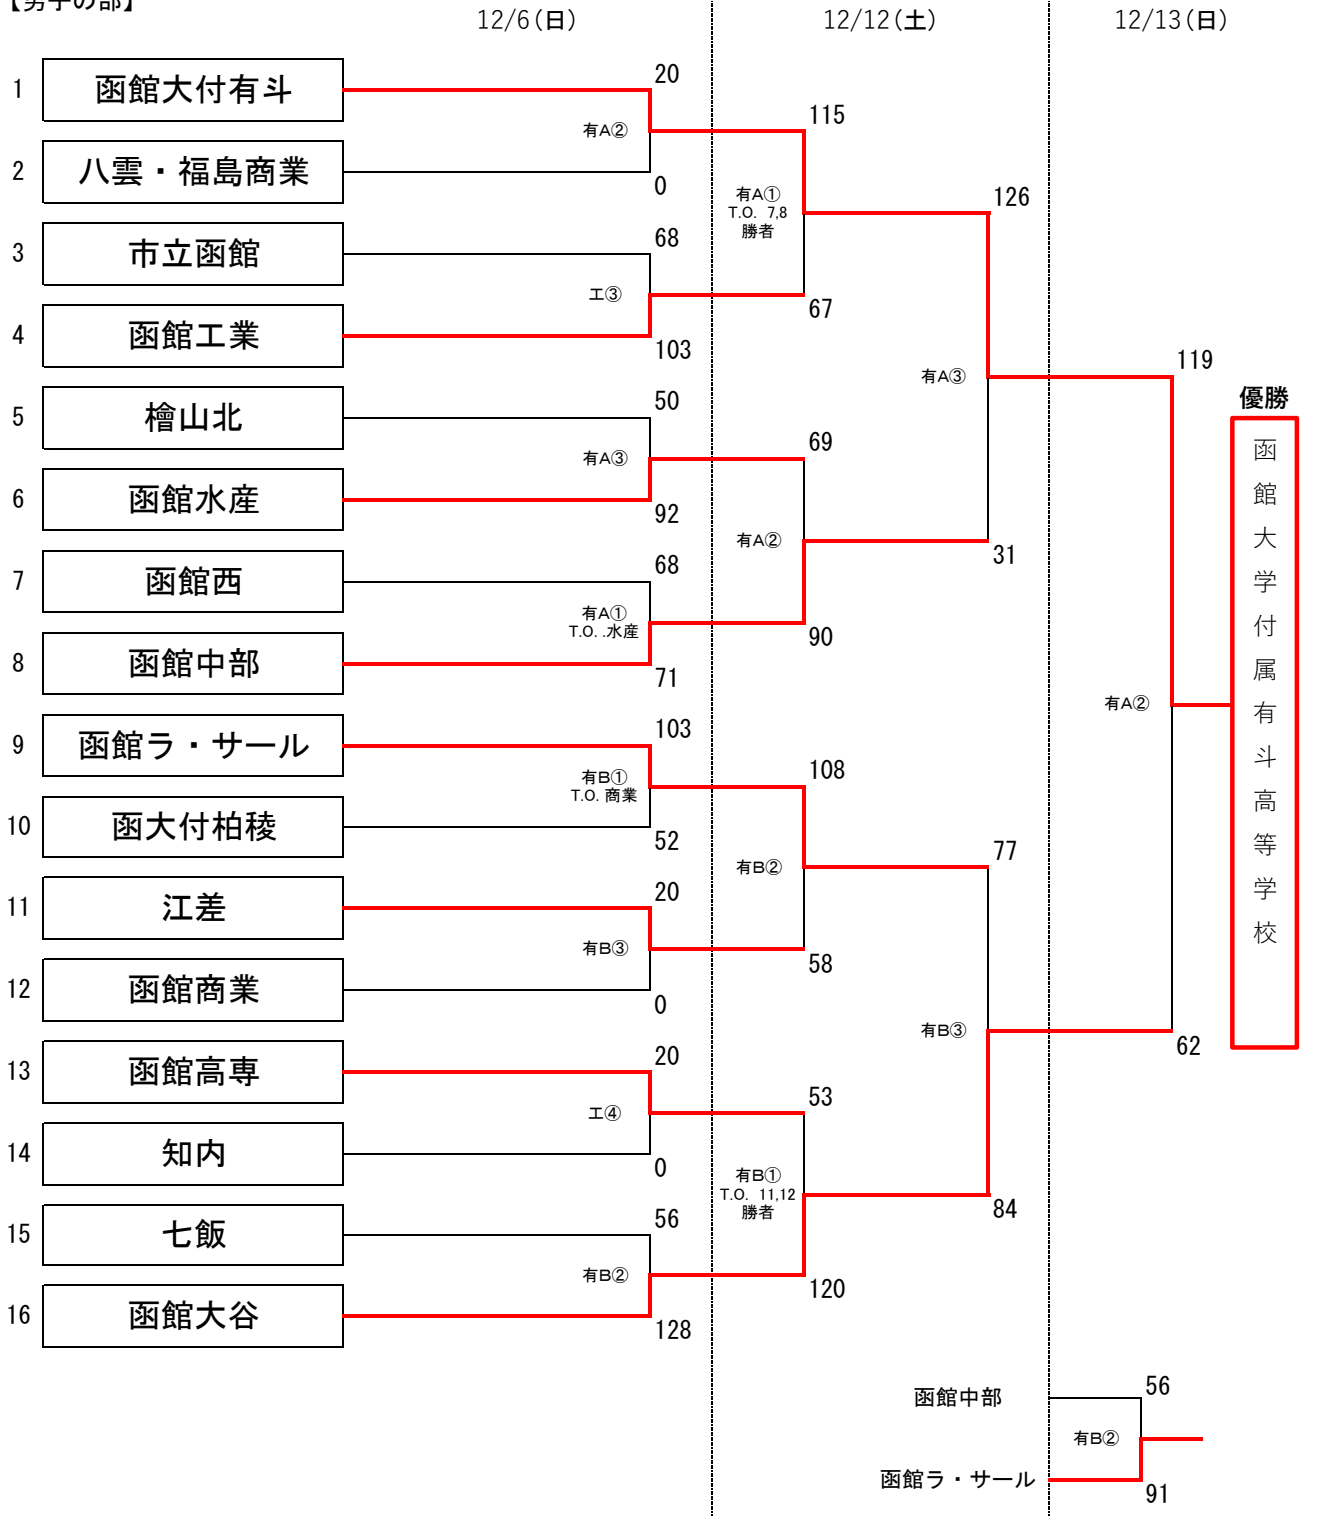 【男子の部】
12/6(日)
12/12(土)
12/13(日)
1 函館大付有斗
20
有A②
2 八雲・福島商業
0
115
有A①
T.O. 7,8
勝者
3 市立函館
68
エ③
4 函館工業
103
67
126
有A③
5 檜山北
50
有A③
6 函館水産
92
69
有A②
7 函館西
68
有A①
T.O. .水産
8 函館中部
71
90
31
119
有A②
優勝
函館大学付属有斗高等学校
9 函館ラ・サール
103
有B①
T.O. 商業
10 函大付柏稜
52
108
有B②
11 江差
20
有B③
12 函館商業
0
58
77
有B③
13 函館高専
20
エ④
14 知内
0
53
有B①
T.O. 11,12
勝者
15 七飯
56
有B②
16 函館大谷
128
120
84
62
函館中部
56
有B②
函館ラ・サール
91